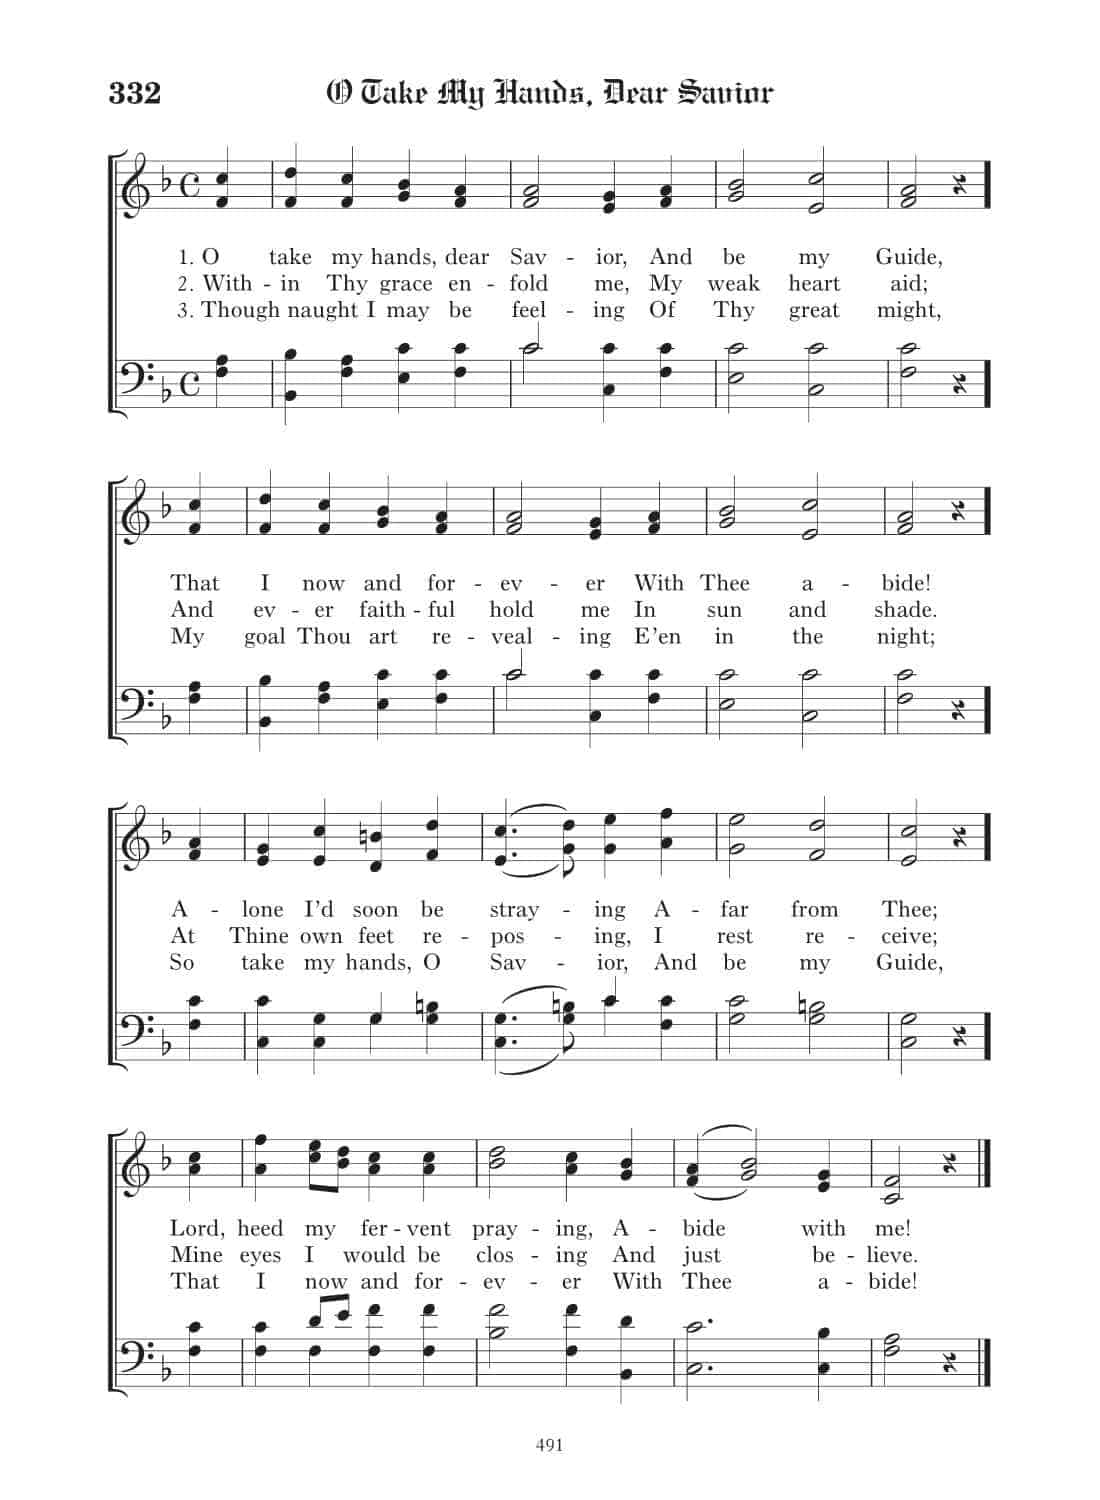 332 O Take My Hands, Dear Savior
1. O take my hands, dear Sav - ior, And be my Guide,
2. With - in Thy grace en - fold me, My weak heart aid;
3. Though naught I may be feel - ing Of Thy great might,
That I now and for - ev - er With Thee a - bide!
And ev - er faith - ful hold me In sun and shade.
My goal Thou art re - veal - ing E’en in the night;
A - lone I’d soon be stray - ing A - far from Thee;
At Thine own feet re - pos - ing, I rest re - ceive;
So take my hands, O Sav - ior, And be my Guide,
Lord, heed my fer - vent pray - ing, A - bide with me!
Mine eyes I would be clos - ing And just be - lieve.
That I now and for - ev - er With Thee a - bide!
491